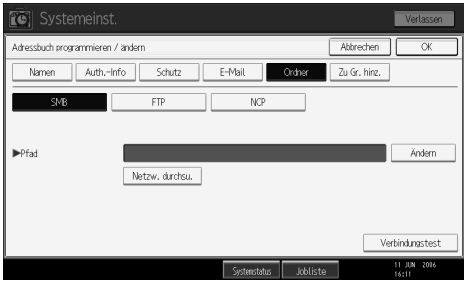 Systemeinst.
Verlassen
Adressbuch programmieren / ändern
Abbrechen
OK
Namen
Auth.-Info
Schutz
E-Mail
Ordner
Zu Gr. hinz.
SMB
FTP
NCP
▶Pfad
Ändern
Netzw. durchsu.
Verbindungstest
Systemstatus
Jobliste
11 JUN 2006
16:11